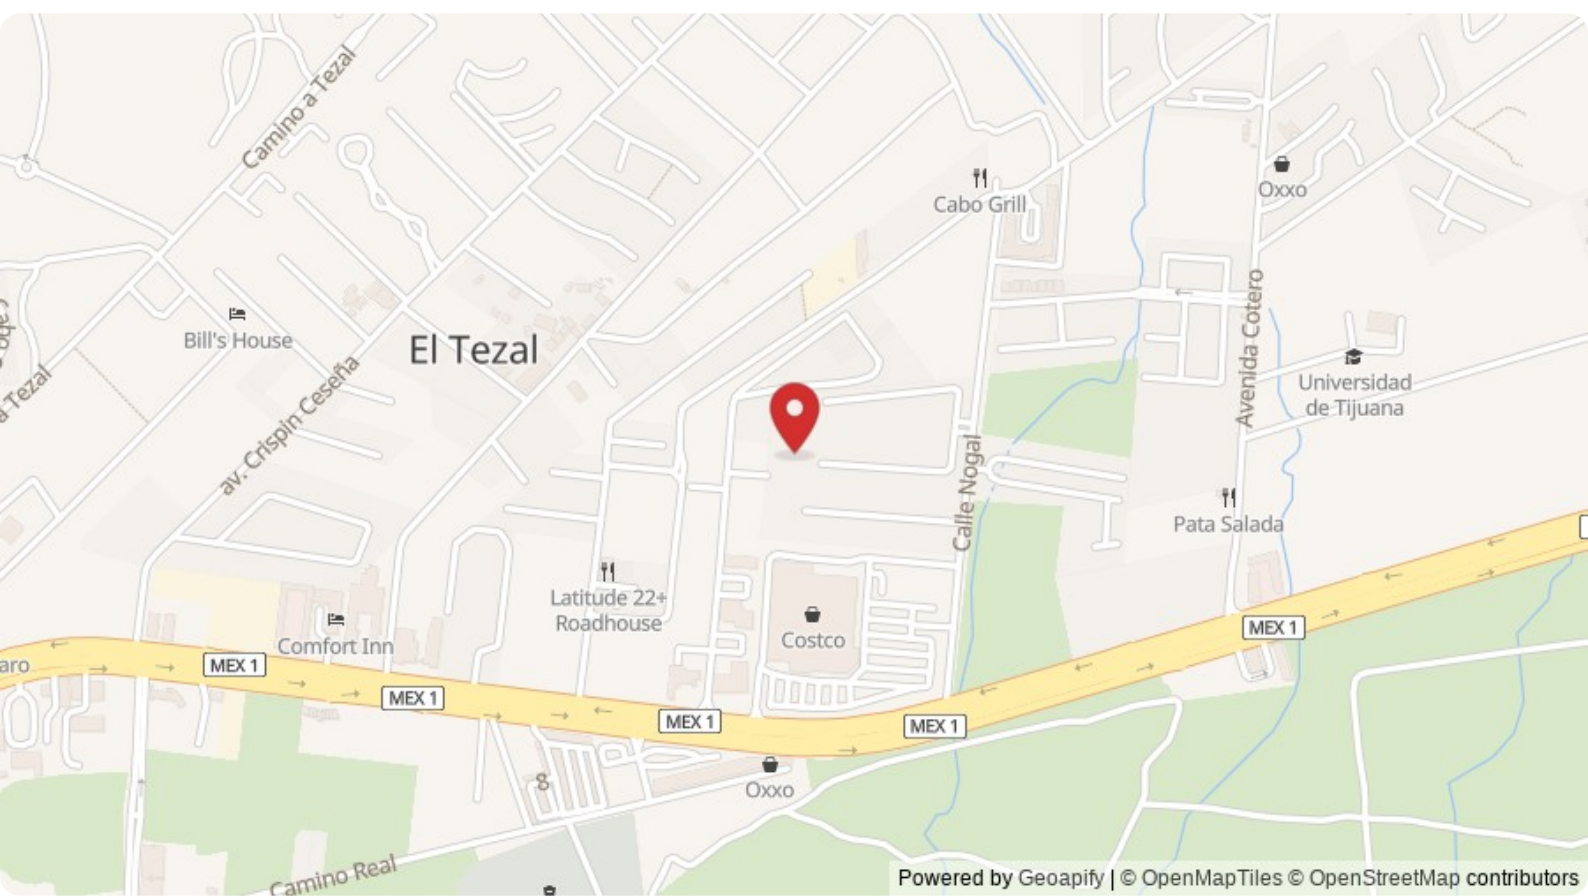 Camino a Tezal
Cabo Grill
Oxxo
Bill's House
El Tezal
Avenida Cotero
Universidad
de Tijuana
a Tezal
av. Crispin Ceseña
Calle Nogal
Pata Salada
Latitude 22+
Roadhouse
Comfort Inn
Costco
MEX 1
aro
MEX 1
MEX 1
MEX 1
MEX 1
Oxxo
8
Camino Real
Powered by Geoapify | © OpenMapTiles © OpenStreetMap contributors